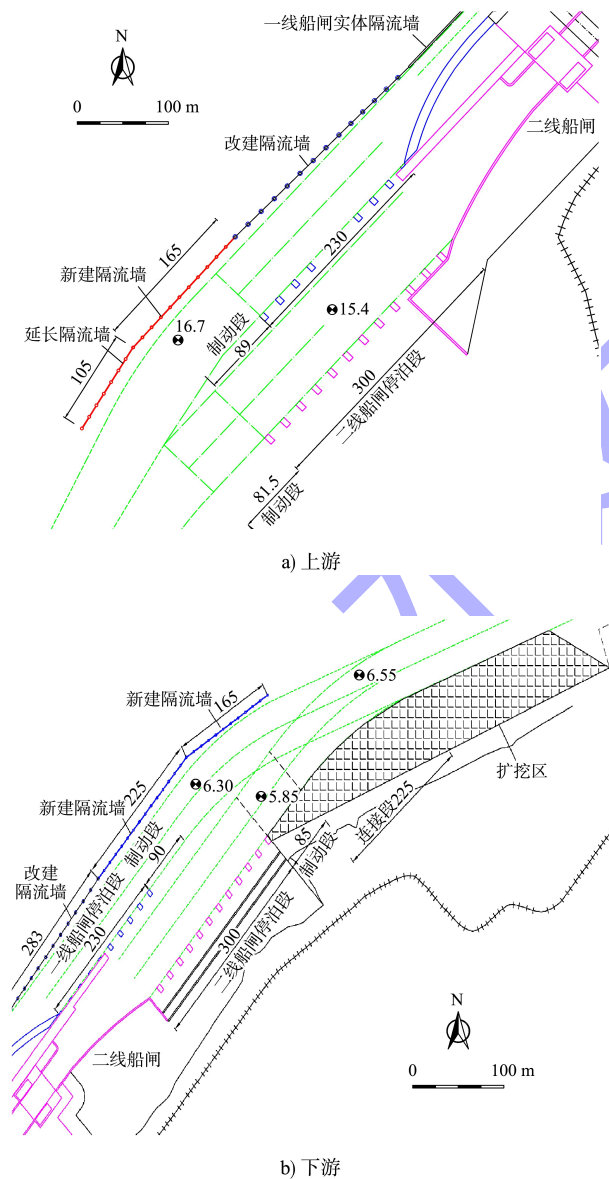 一线船闸实体隔流墙
N
0 100 m
改建隔流墙
二线船闸
165
230
新建隔流墙
16.7
15.4
延长隔流墙
制动段
89
105
300
二线船闸停泊段
81.5
制动段
a) 上游
6.55
新建隔流墙
165
225
6.30
5.85
扩挖区
新建隔流墙
制动段
90
85
制动段
连接段225
改建
隔流墙
一线船闸停泊段
230
283
300
二线船闸停泊段
N
二线船闸
0 100 m
b) 下游